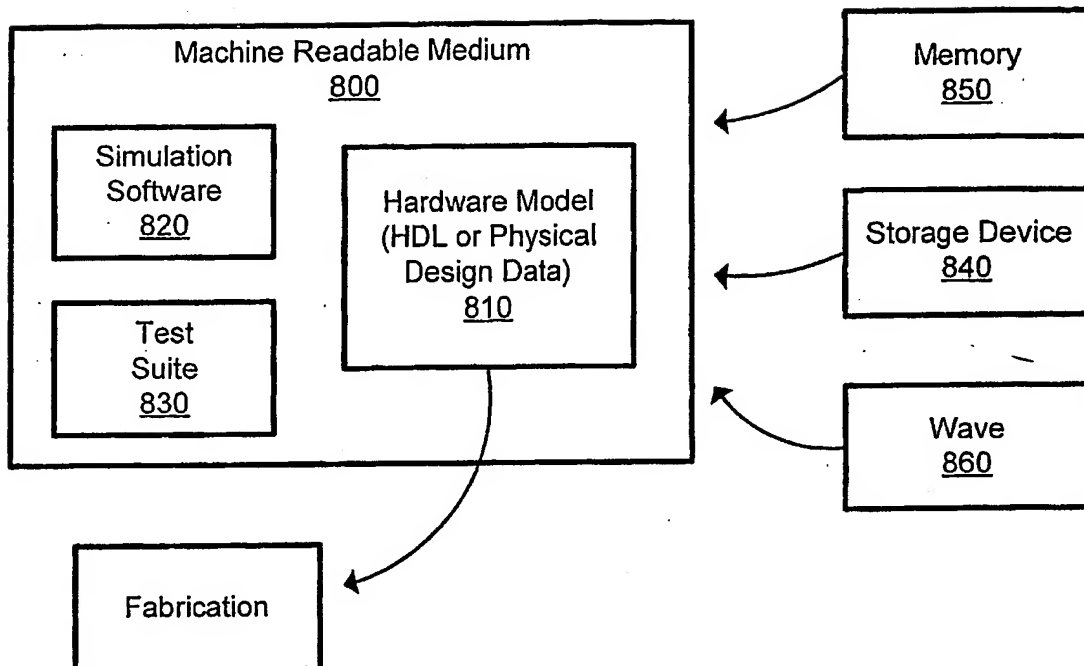 Machine Readable Medium
800
Simulation
Software
820
Test
Suite
830
Hardware Model
(HDL or Physical
Design Data)
810
Memory
850
Storage Device
840
Wave
860
Fabrication